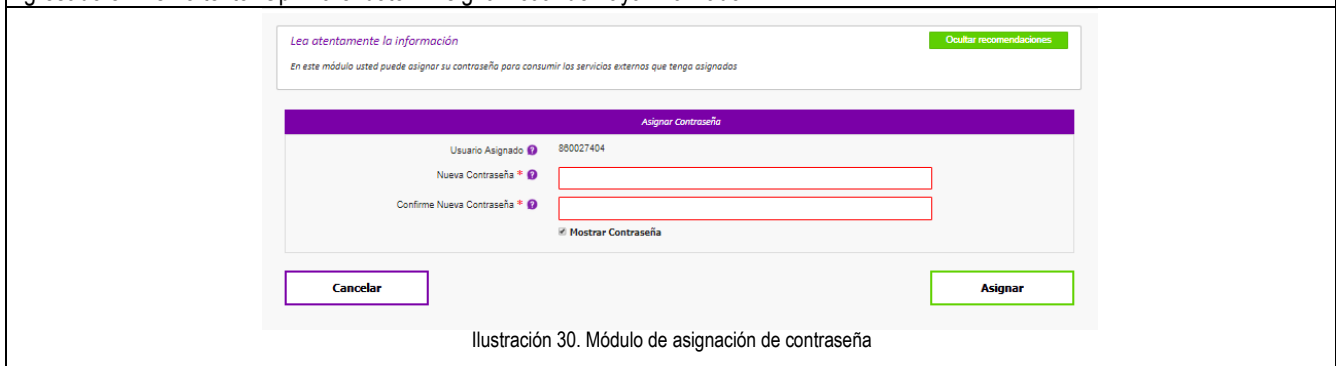 Lea atentamente la información
Ocultar recomendaciones
En este módulo usted puede asignar su contraseña para consumir los servicios externos que tenga asignados
Asignar Contraseña
Usuario Asignado ? 860027404
Nueva Contraseña * ?
Confirme Nueva Contraseña * ?
Mostrar Contraseña
Cancelar
Asignar
Ilustración 30. Módulo de asignación de contraseña